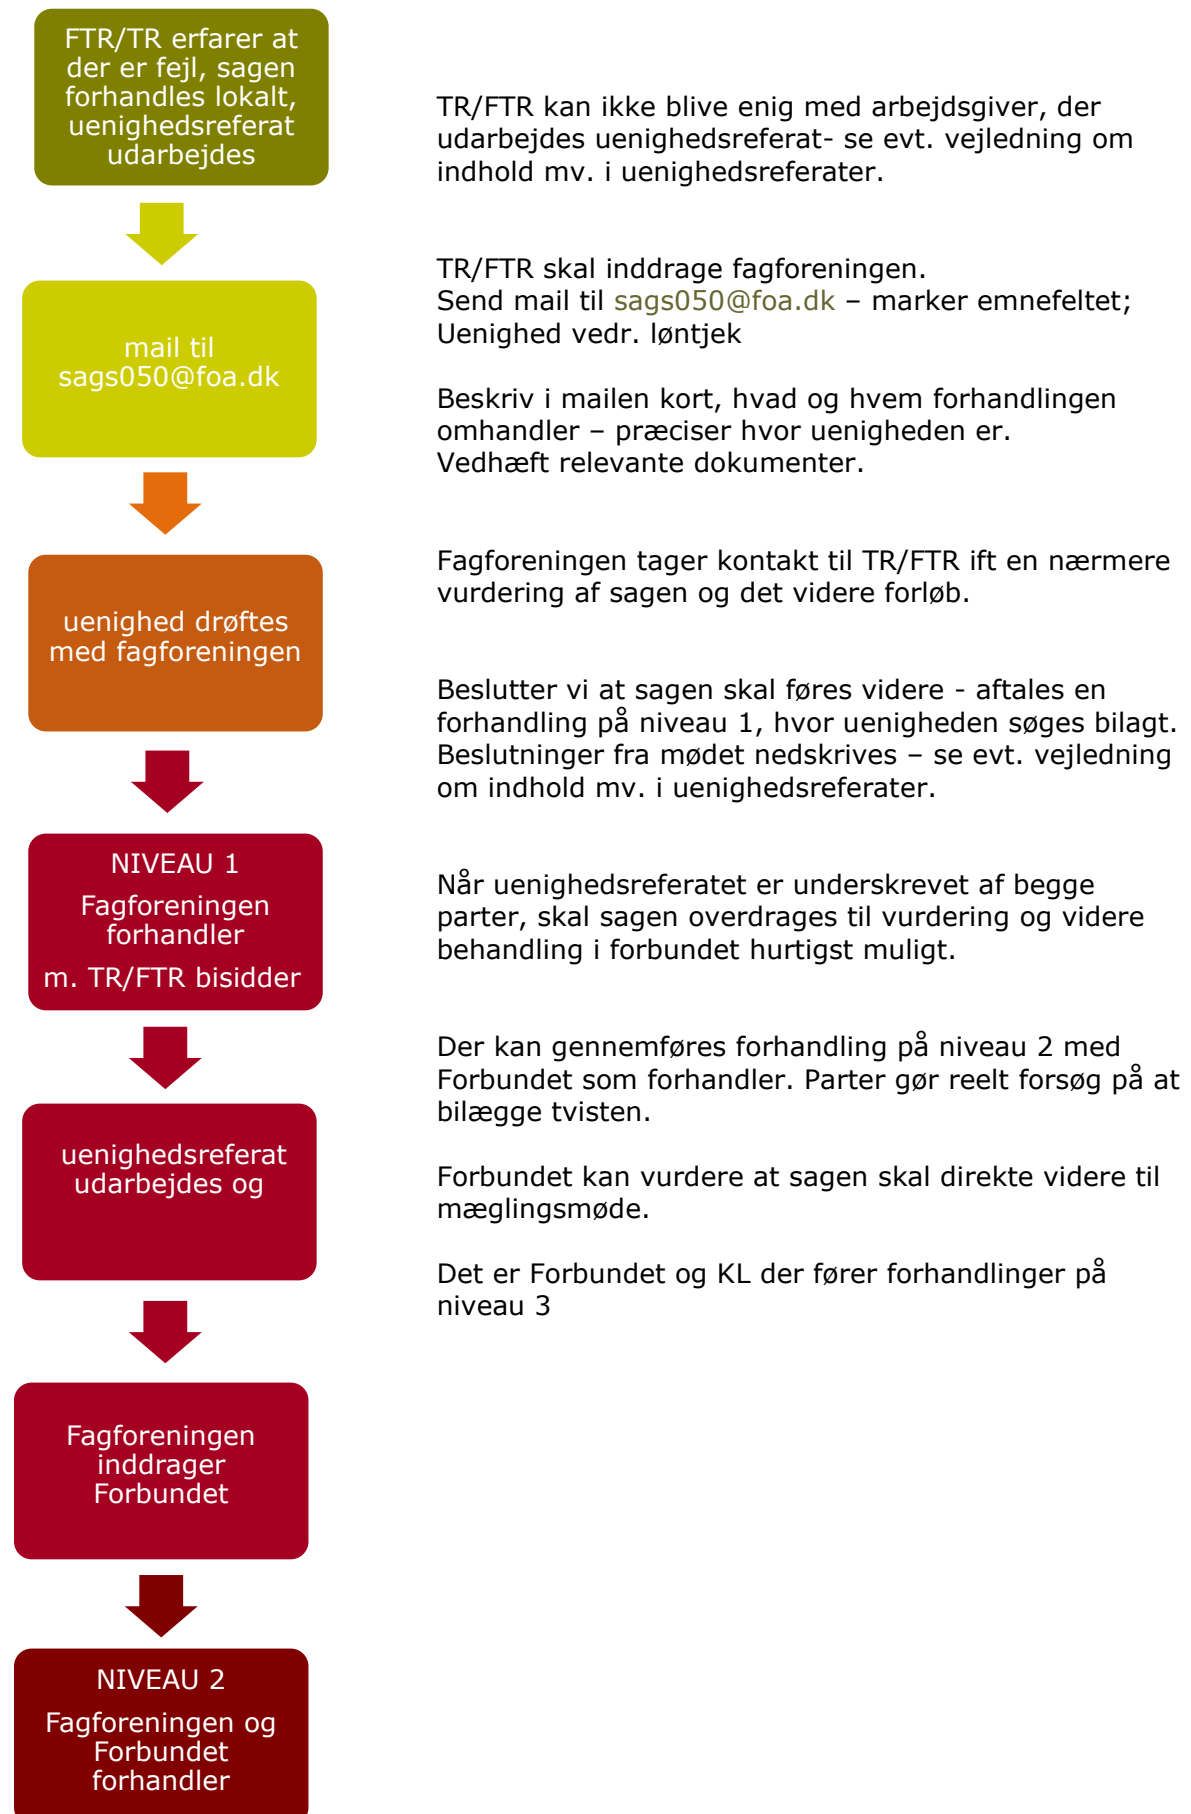 FTR/TR erfarer at
der er fejl, sagen
forhandles lokalt,
uenighedsreferat
udarbejdes
TR/FTR kan ikke blive enig med arbejdsgiver, der
udarbejdes uenighedsreferat- se evt. vejledning om
indhold mv. i uenighedsreferater.
mail til
sags050@foa.dk
TR/FTR skal inddrage fagforeningen.
Send mail til sags050@foa.dk – marker emnefeltet;
Uenighed vedr. løntjek
Beskriv i mailen kort, hvad og hvem forhandlingen
omhandler – præciser hvor uenigheden er.
Vedhæft relevante dokumenter.
uenighed drøftes
med fagforeningen
Fagforeningen tager kontakt til TR/FTR ift en nærmere
vurdering af sagen og det videre forløb.
Beslutter vi at sagen skal føres videre - aftales en
forhandling på niveau 1, hvor uenigheden søges bilagt.
Beslutninger fra mødet nedskrives – se evt. vejledning
om indhold mv. i uenighedsreferater.
NIVEAU 1
Fagforeningen
forhandler
m. TR/FTR bisidder
Når uenighedsreferatet er underskrevet af begge
parter, skal sagen overdrages til vurdering og videre
behandling i forbundet hurtigst muligt.
uenighedsreferat
udarbejdes og
Der kan gennemføres forhandling på niveau 2 med
Forbundet som forhandler. Parter gør reelt forsøg på at
bilægge tvisten.
Forbundet kan vurdere at sagen skal direkte videre til
mæglingsmøde.
Det er Forbundet og KL der fører forhandlinger på
niveau 3
Fagforeningen
inddrager
Forbundet
NIVEAU 2
Fagforeningen og
Forbundet
forhandler